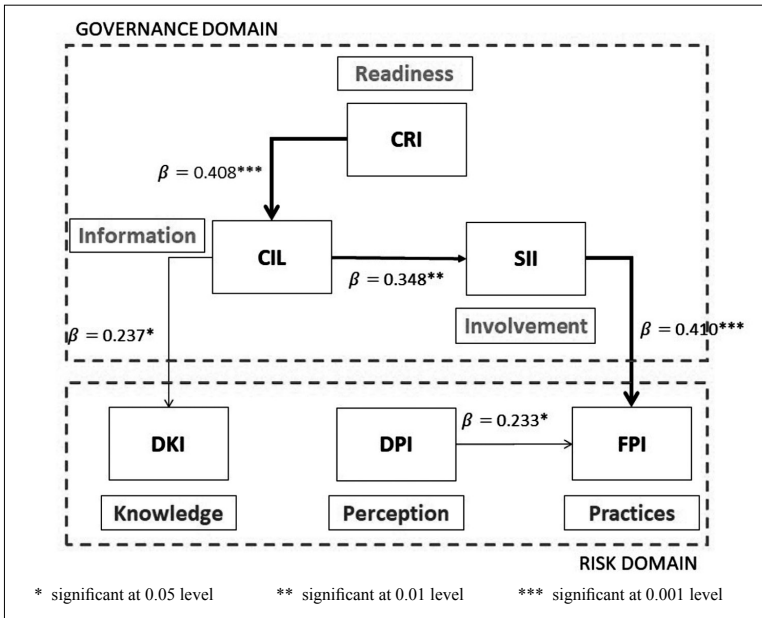 GOVERNANCE DOMAIN
Readiness
CRI
β = 0.408***
Information
CIL
SII
β = 0.348**
Involvement
β = 0.237*
β = 0.410***
DKI
DPI
β = 0.233*
FPI
Knowledge
Perception
Practices
RISK DOMAIN
* significant at 0.05 level ** significant at 0.01 level *** significant at 0.001 level